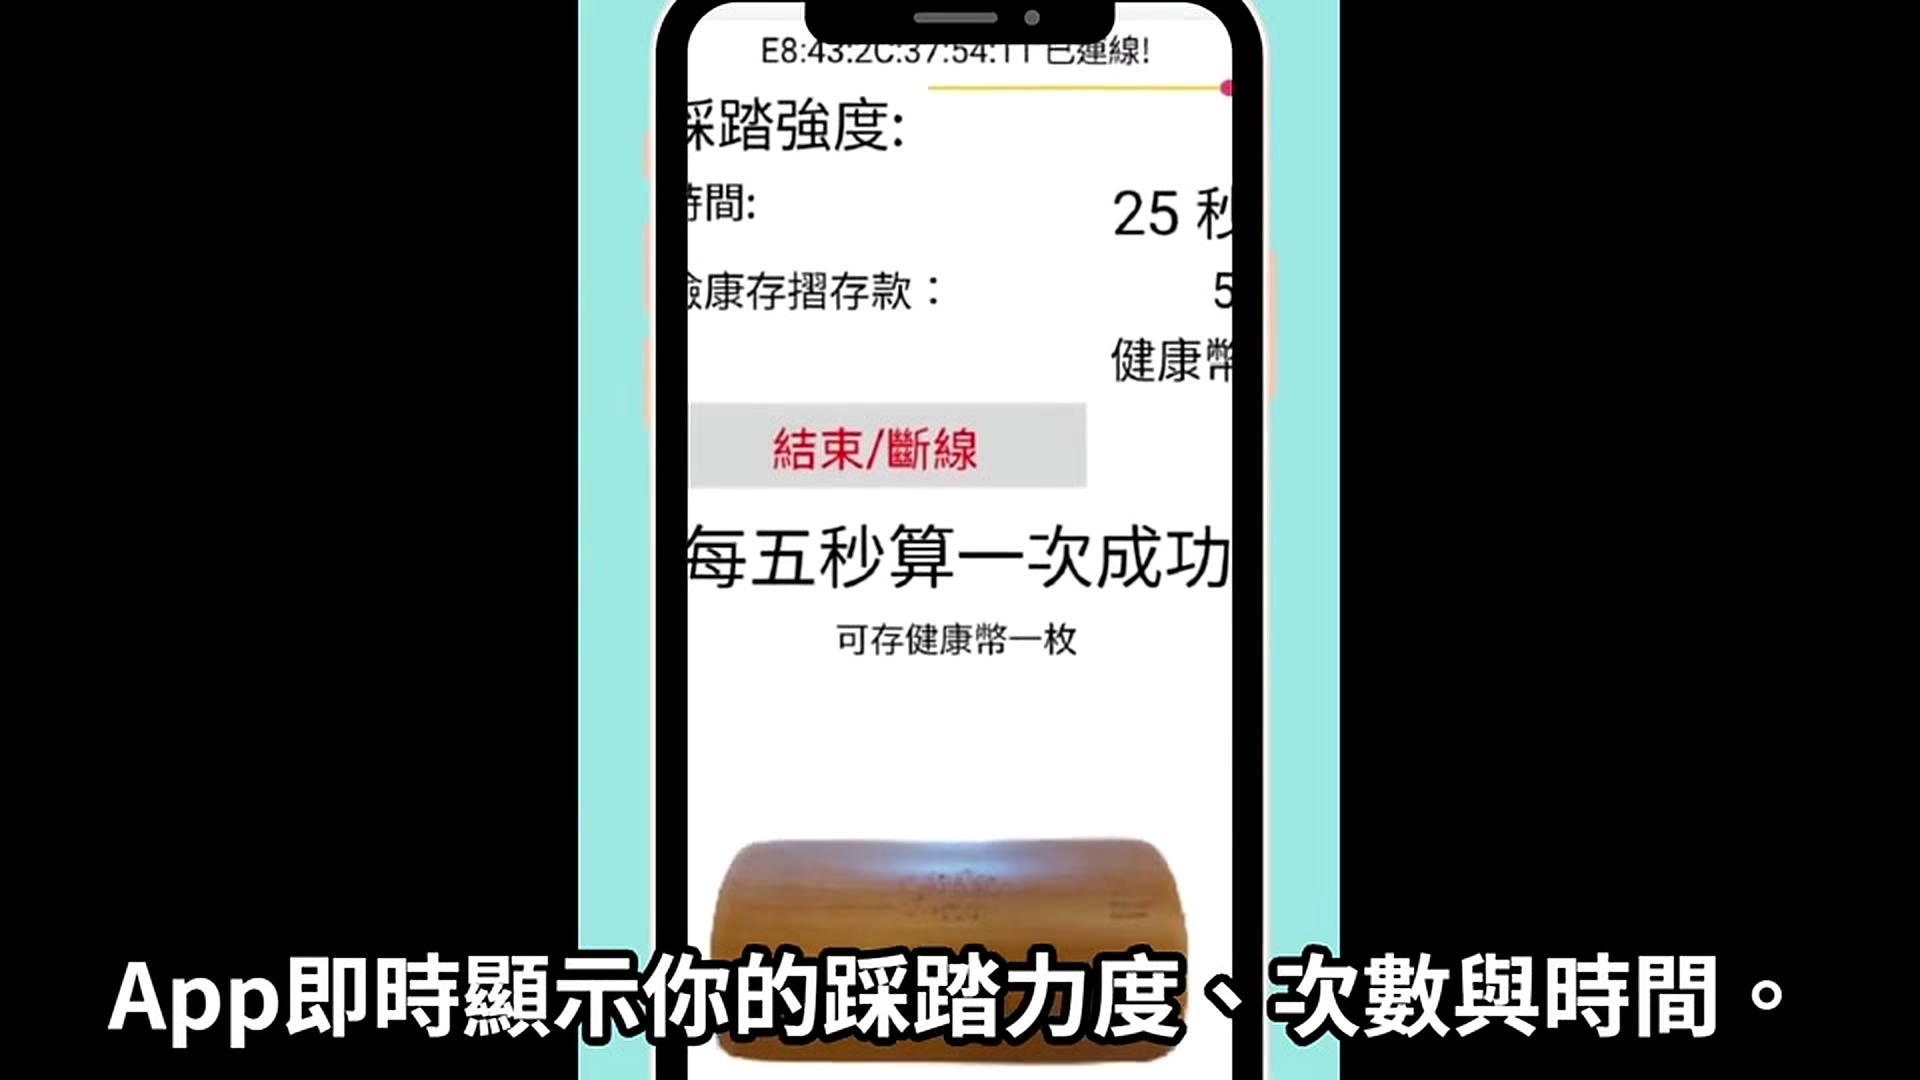 E8:43:2C:37:54:11 已連線!
踩踏強度:
時間:
25 秒
臉康存摺存款：
5
健康幣
結束/斷線
每五秒算一次成功
可存健康幣一枚
App即時顯示你的踩踏力度、次數與時間。